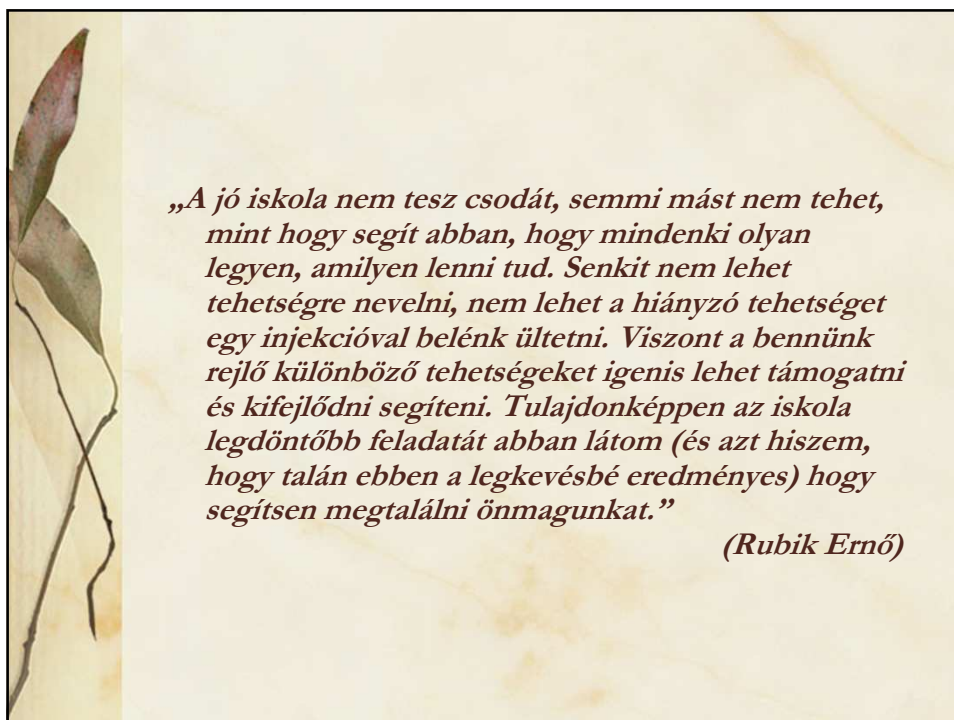 „A jó iskola nem tesz csodát, semmi mást nem tehet,
mint hogy segít abban, hogy mindenki olyan
legyen, amilyen lenni tud. Senkit nem lehet
tehetségre nevelni, nem lehet a hiányzó tehetséget
egy injekcióval belénk ültetni. Viszont a bennünk
rejlő különböző tehetségeket igenis lehet támogatni
és kifejlődni segíteni. Tulajdonképpen az iskola
legdöntőbb feladatát abban látom (és azt hiszem,
hogy talán ebben a legkevésbé eredményes) hogy
segítsen megtalálni önmagunkat.”
(Rubik Ernő)